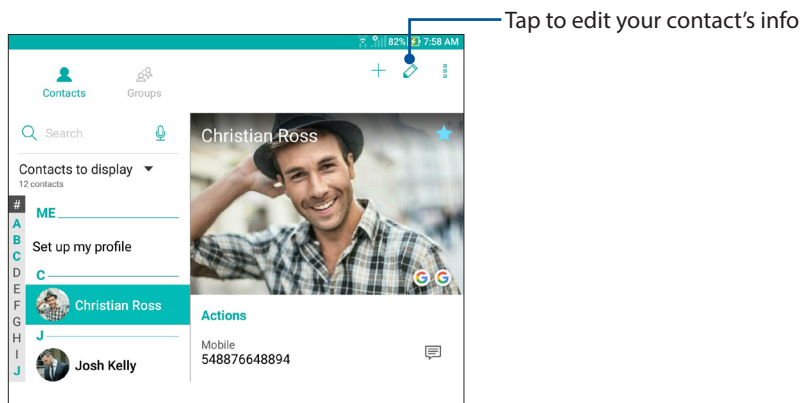 Tap to edit your contact's info
82% 7:58 AM
Contacts
Groups
Search
Christian Ross
Contacts to display
12 contacts
#
A
B
C
D
E
F
G
H
I
J
ME
Set up my profile
C
Christian Ross
J
Josh Kelly
G G
Actions
Mobile
548876648894